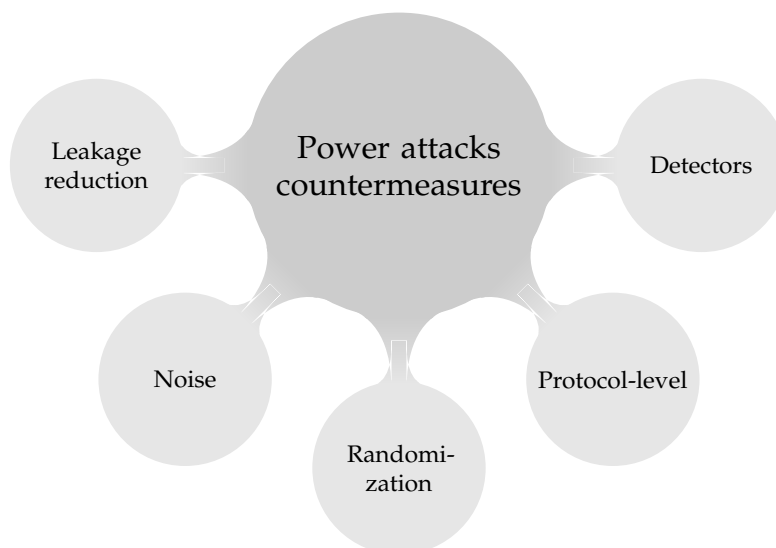 Power attacks
countermeasures
Leakage
reduction
Detectors
Noise
Protocol-level
Randomi-
zation